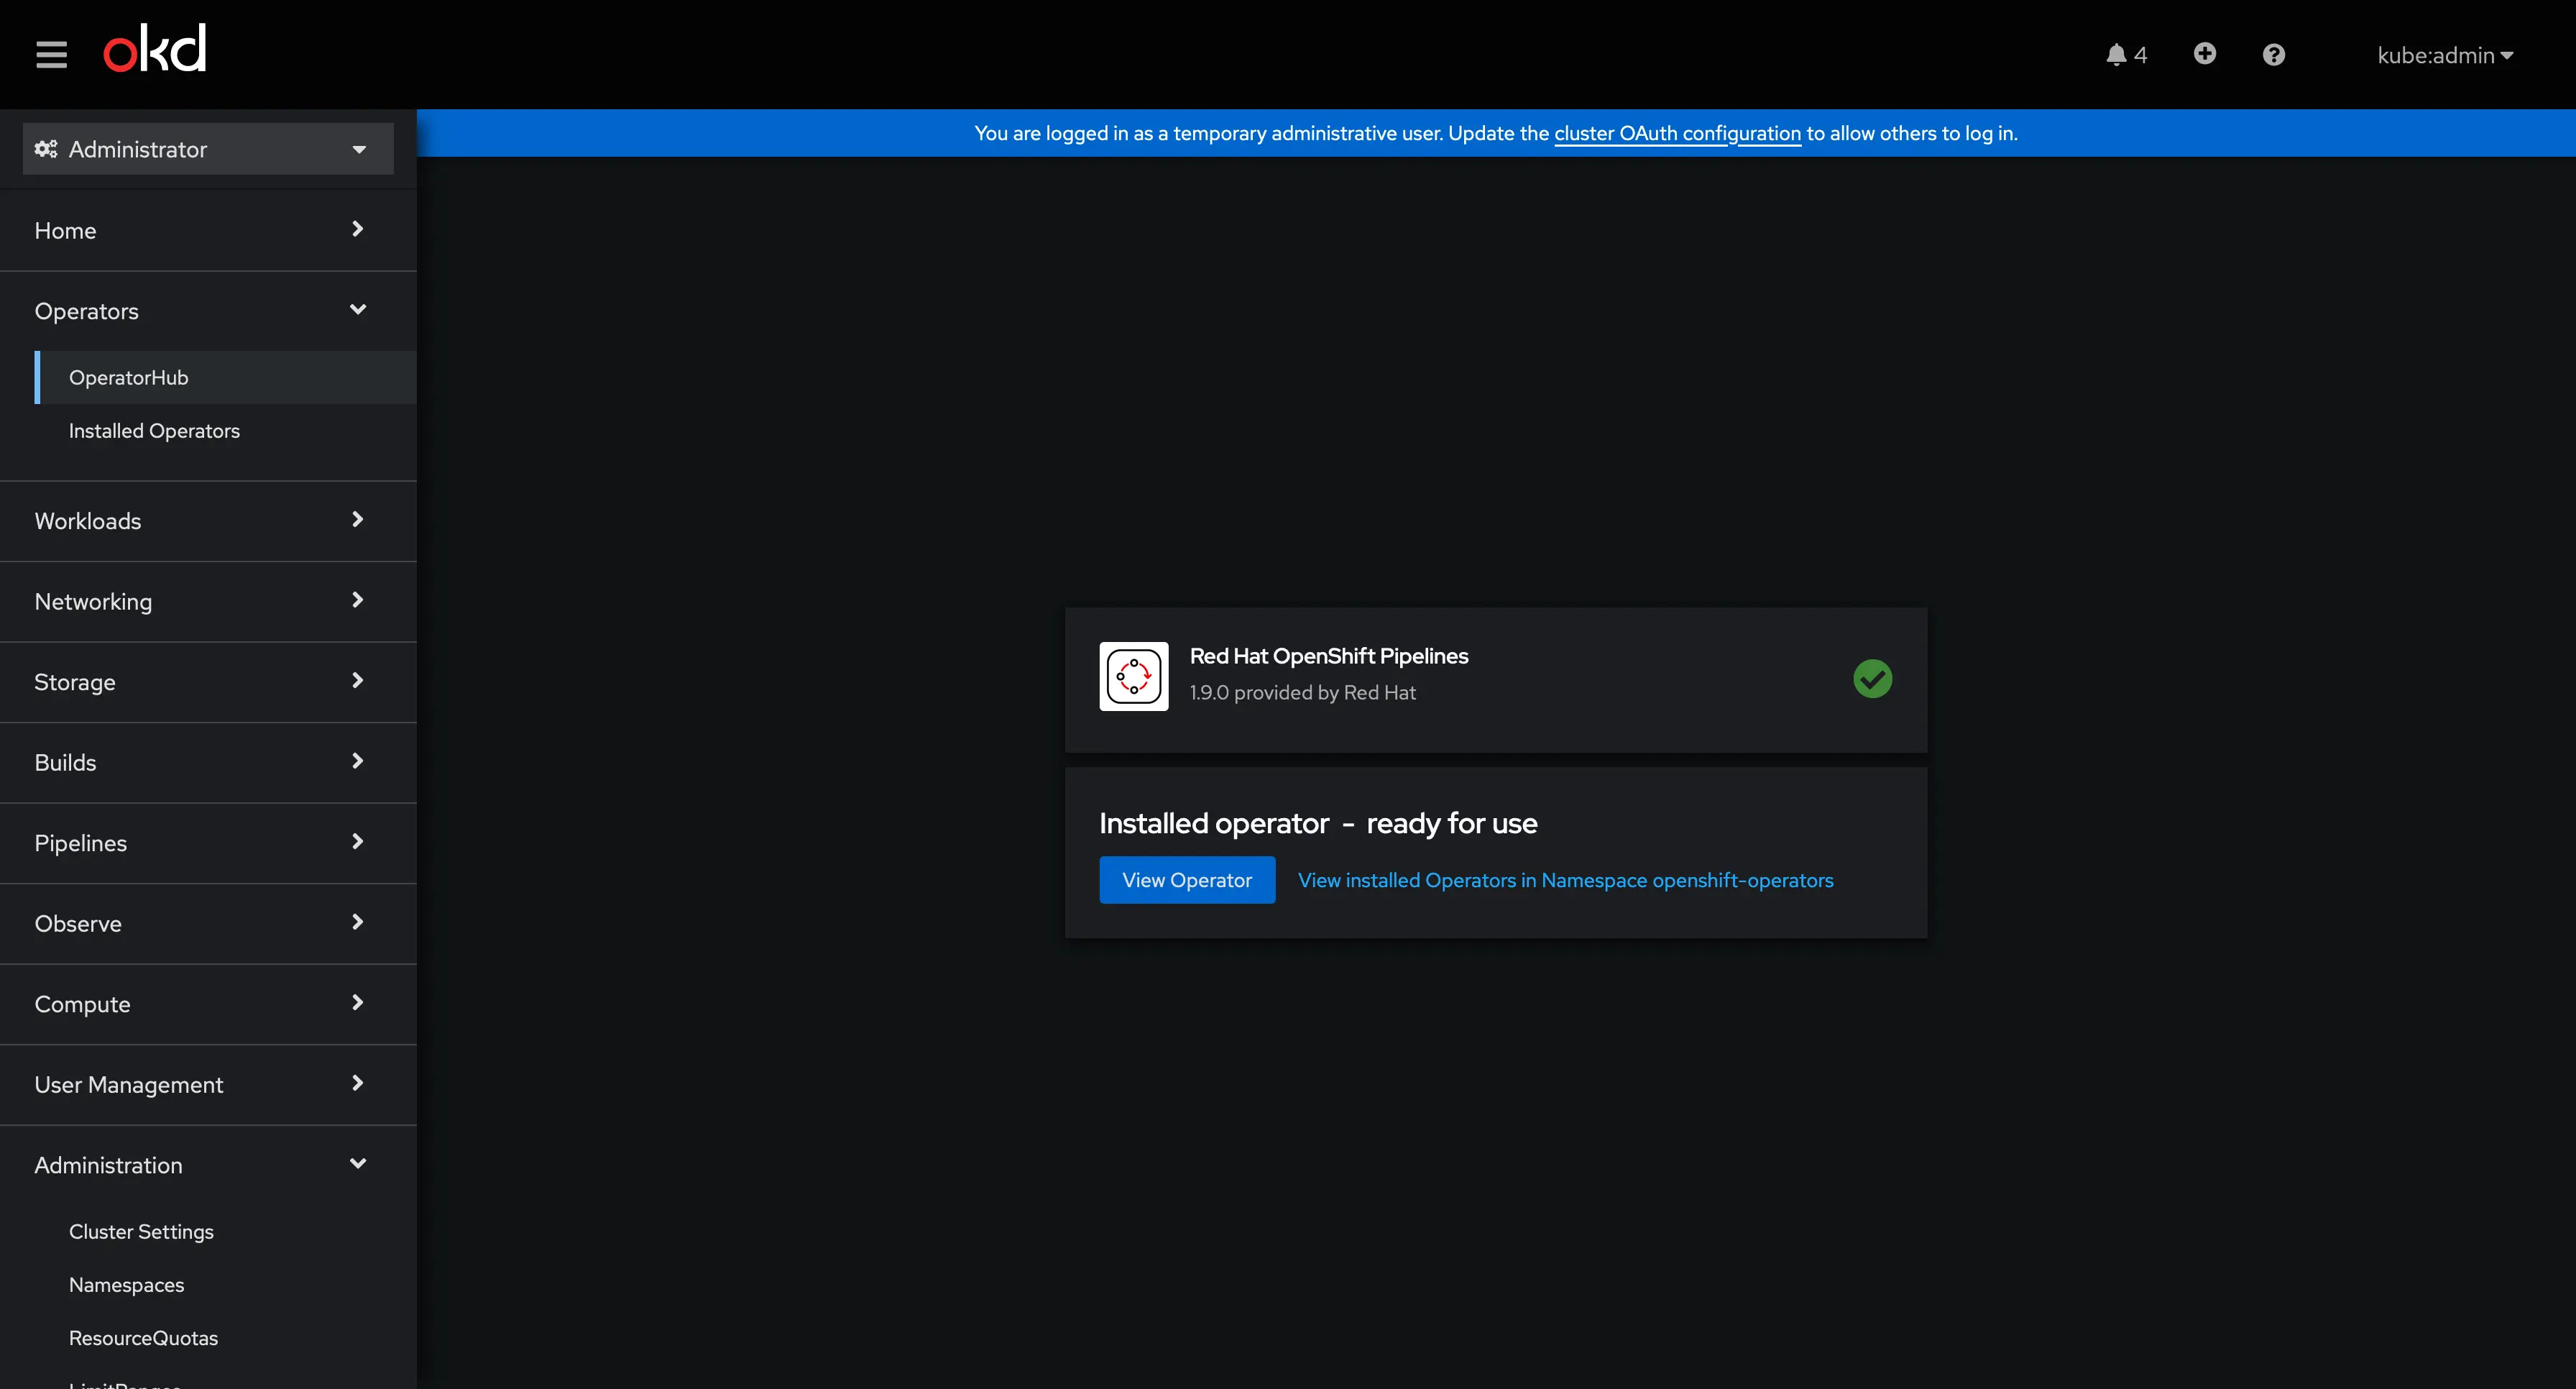 okd
4
kube:admin
You are logged in as a temporary administrative user. Update the cluster OAuth configuration to allow others to log in.
Administrator
Home
Operators
OperatorHub
Installed Operators
Workloads
Networking
Storage
Builds
Pipelines
Observe
Compute
User Management
Administration
Cluster Settings
Namespaces
ResourceQuotas
LimitRanges
Red Hat OpenShift Pipelines
1.9.0 provided by Red Hat
Installed operator - ready for use
View Operator
View installed Operators in Namespace openshift-operators